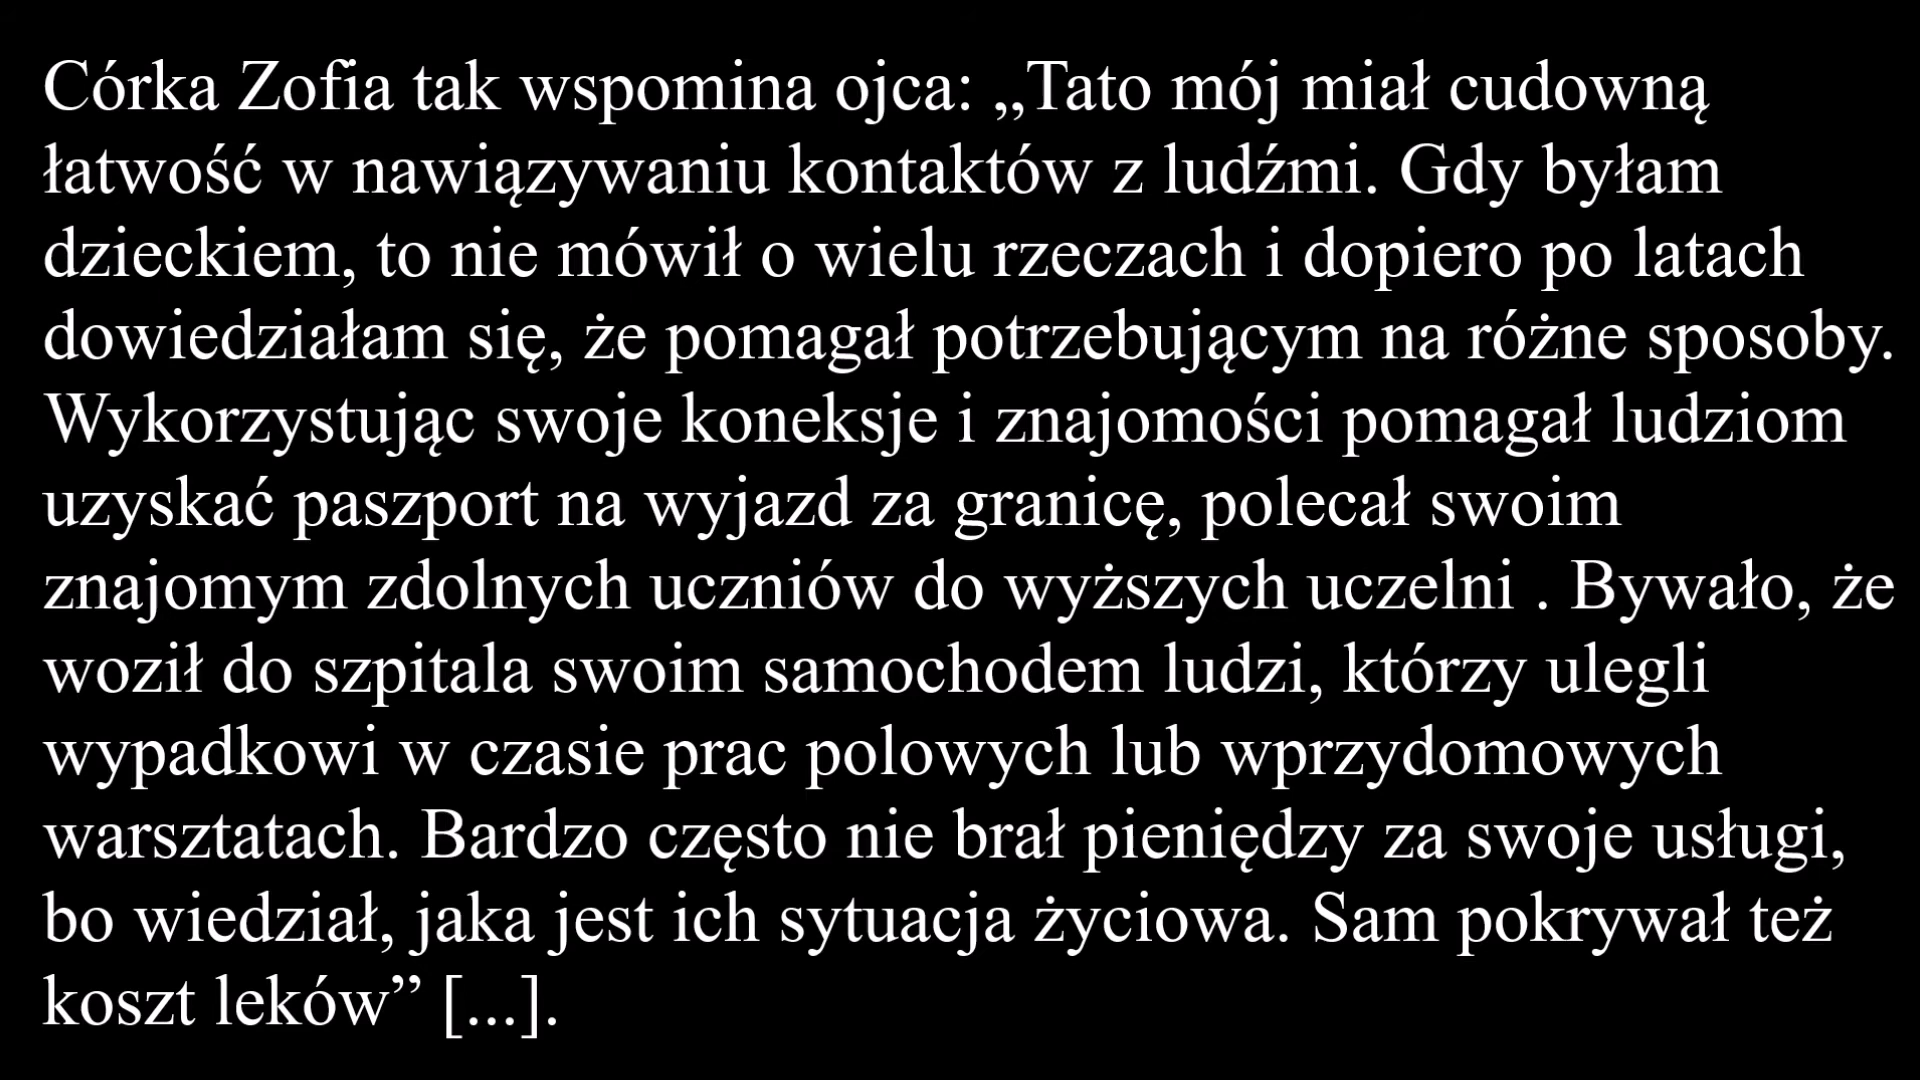 Córka Zofia tak wspomina ojca: „Tato mój miał cudowną
łatwość w nawiązywaniu kontaktów z ludźmi. Gdy byłam
dzieckiem, to nie mówił o wielu rzeczach i dopiero po latach
dowiedziałam się, że pomagał potrzebującym na różne sposoby.
Wykorzystując swoje koneksje i znajomości pomagał ludziom
uzyskać paszport na wyjazd za granicę, polecał swoim
znajomym zdolnych uczniów do wyższych uczelni . Bywało, że
woził do szpitala swoim samochodem ludzi, którzy ulegli
wypadkowi w czasie prac polowych lub wprzydomowych
warsztatach. Bardzo często nie brał pieniędzy za swoje usługi,
bo wiedział, jaka jest ich sytuacja życiowa. Sam pokrywał też
koszt leków” [...].